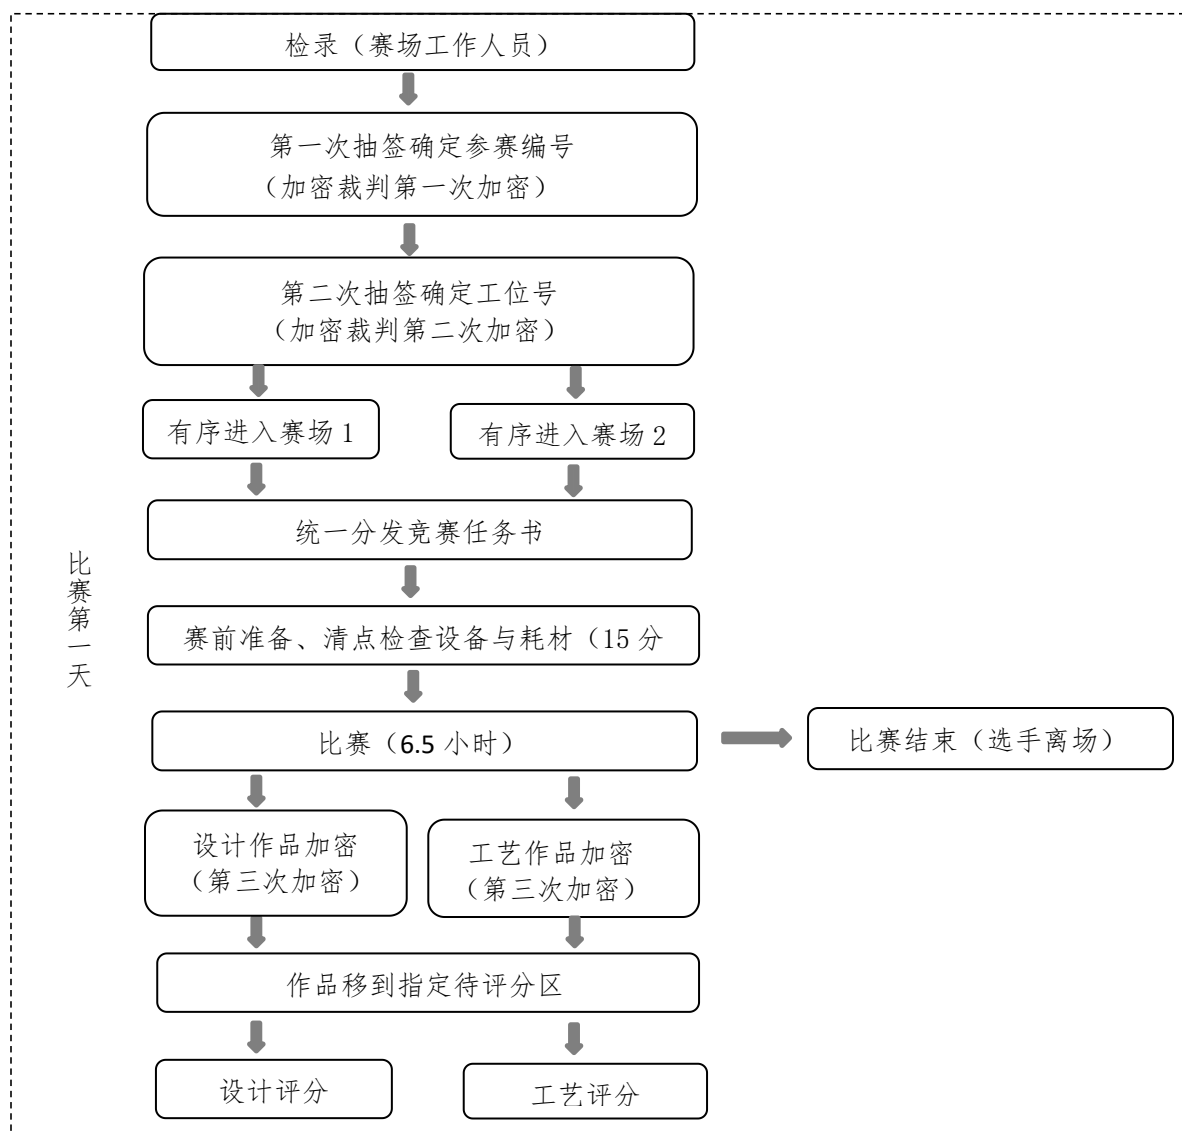 检录（赛场工作人员）
第一次抽签确定参赛编号
（加密裁判第一次加密）
第二次抽签确定工位号
（加密裁判第二次加密）
有序进入赛场 1
有序进入赛场 2
统一分发竞赛任务书
比赛第一天
赛前准备、清点检查设备与耗材（15 分
比赛（6.5 小时）
比赛结束（选手离场）
设计作品加密
（第三次加密）
工艺作品加密
（第三次加密）
作品移到指定待评分区
设计评分
工艺评分